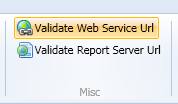 Validate Web Service Url
Validate Report Server Url
Misc